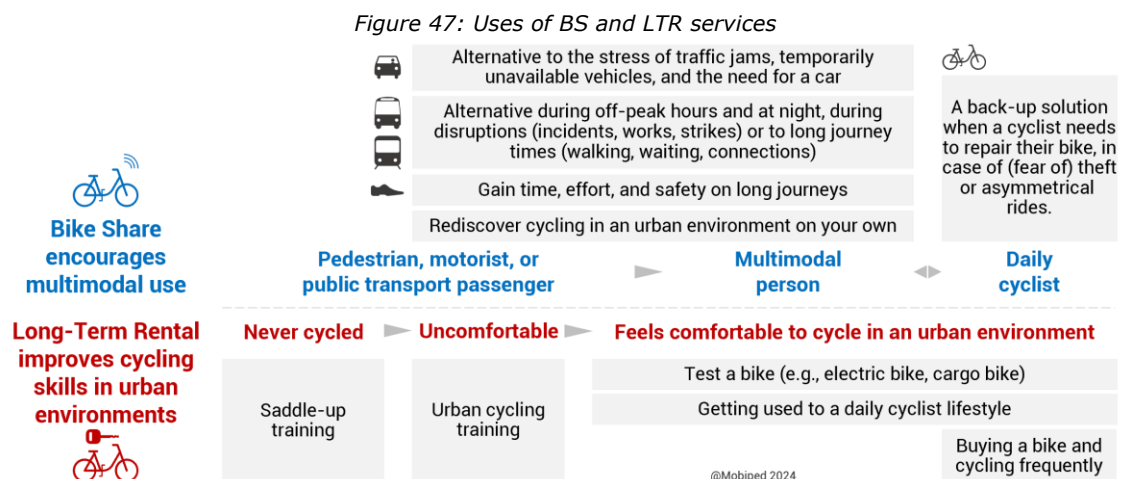 Figure 47: Uses of BS and LTR services
Alternative to the stress of traffic jams, temporarily
unavailable vehicles, and the need for a car
Alternative during off-peak hours and at night, during
disruptions (incidents, works, strikes) or to long journey
times (walking, waiting, connections)
Gain time, effort, and safety on long journeys
Rediscover cycling in an urban environment on your own
A back-up solution
when a cyclist needs
to repair their bike, in
case of (fear of) theft
or asymmetrical
rides.
Bike Share
encourages
multimodal use
Pedestrian, motorist, or
public transport passenger
Multimodal
person
Daily
cyclist
Long-Term Rental
improves cycling
skills in urban
environments
Never cycled
Uncomfortable
Feels comfortable to cycle in an urban environment
Saddle-up
training
Urban cycling
training
Test a bike (e.g., electric bike, cargo bike)
Getting used to a daily cyclist lifestyle
Buying a bike and
cycling frequently
@Mobiped 2024